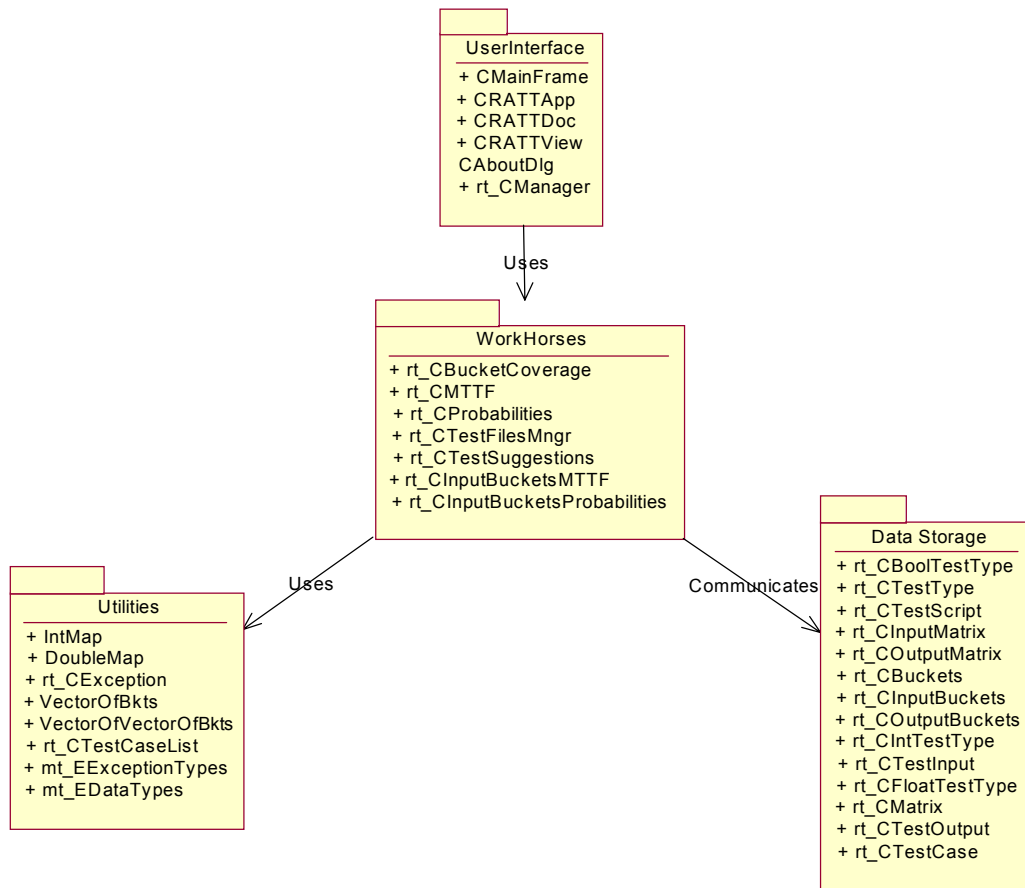 UserInterface
+ CMainFrame
+ CRATTApp
+ CRATTDoc
+ CRATTView
CAboutDlg
+ rt_CManager
Uses
WorkHorses
+ rt_CBucketCoverage
+ rt_CMTTF
+ rt_CProbabilities
+ rt_CTestFilesMngr
+ rt_CTestSuggestions
+ rt_CInputBucketsMTTF
+ rt_CInputBucketsProbabilities
Uses
Communicates
Utilities
+ IntMap
+ DoubleMap
+ rt_CException
+ VectorOfBkts
+ VectorOfVectorOfBkts
+ rt_CTestCaseList
+ mt_EExceptionTypes
+ mt_EDataTypes
Data Storage
+ rt_CBoolTestType
+ rt_CTestType
+ rt_CTestScript
+ rt_CInputMatrix
+ rt_COutputMatrix
+ rt_CBuckets
+ rt_CInputBuckets
+ rt_COutputBuckets
+ rt_CIntTestType
+ rt_CTestInput
+ rt_CFloatTestType
+ rt_CMatrix
+ rt_CTestOutput
+ rt_CTestCase